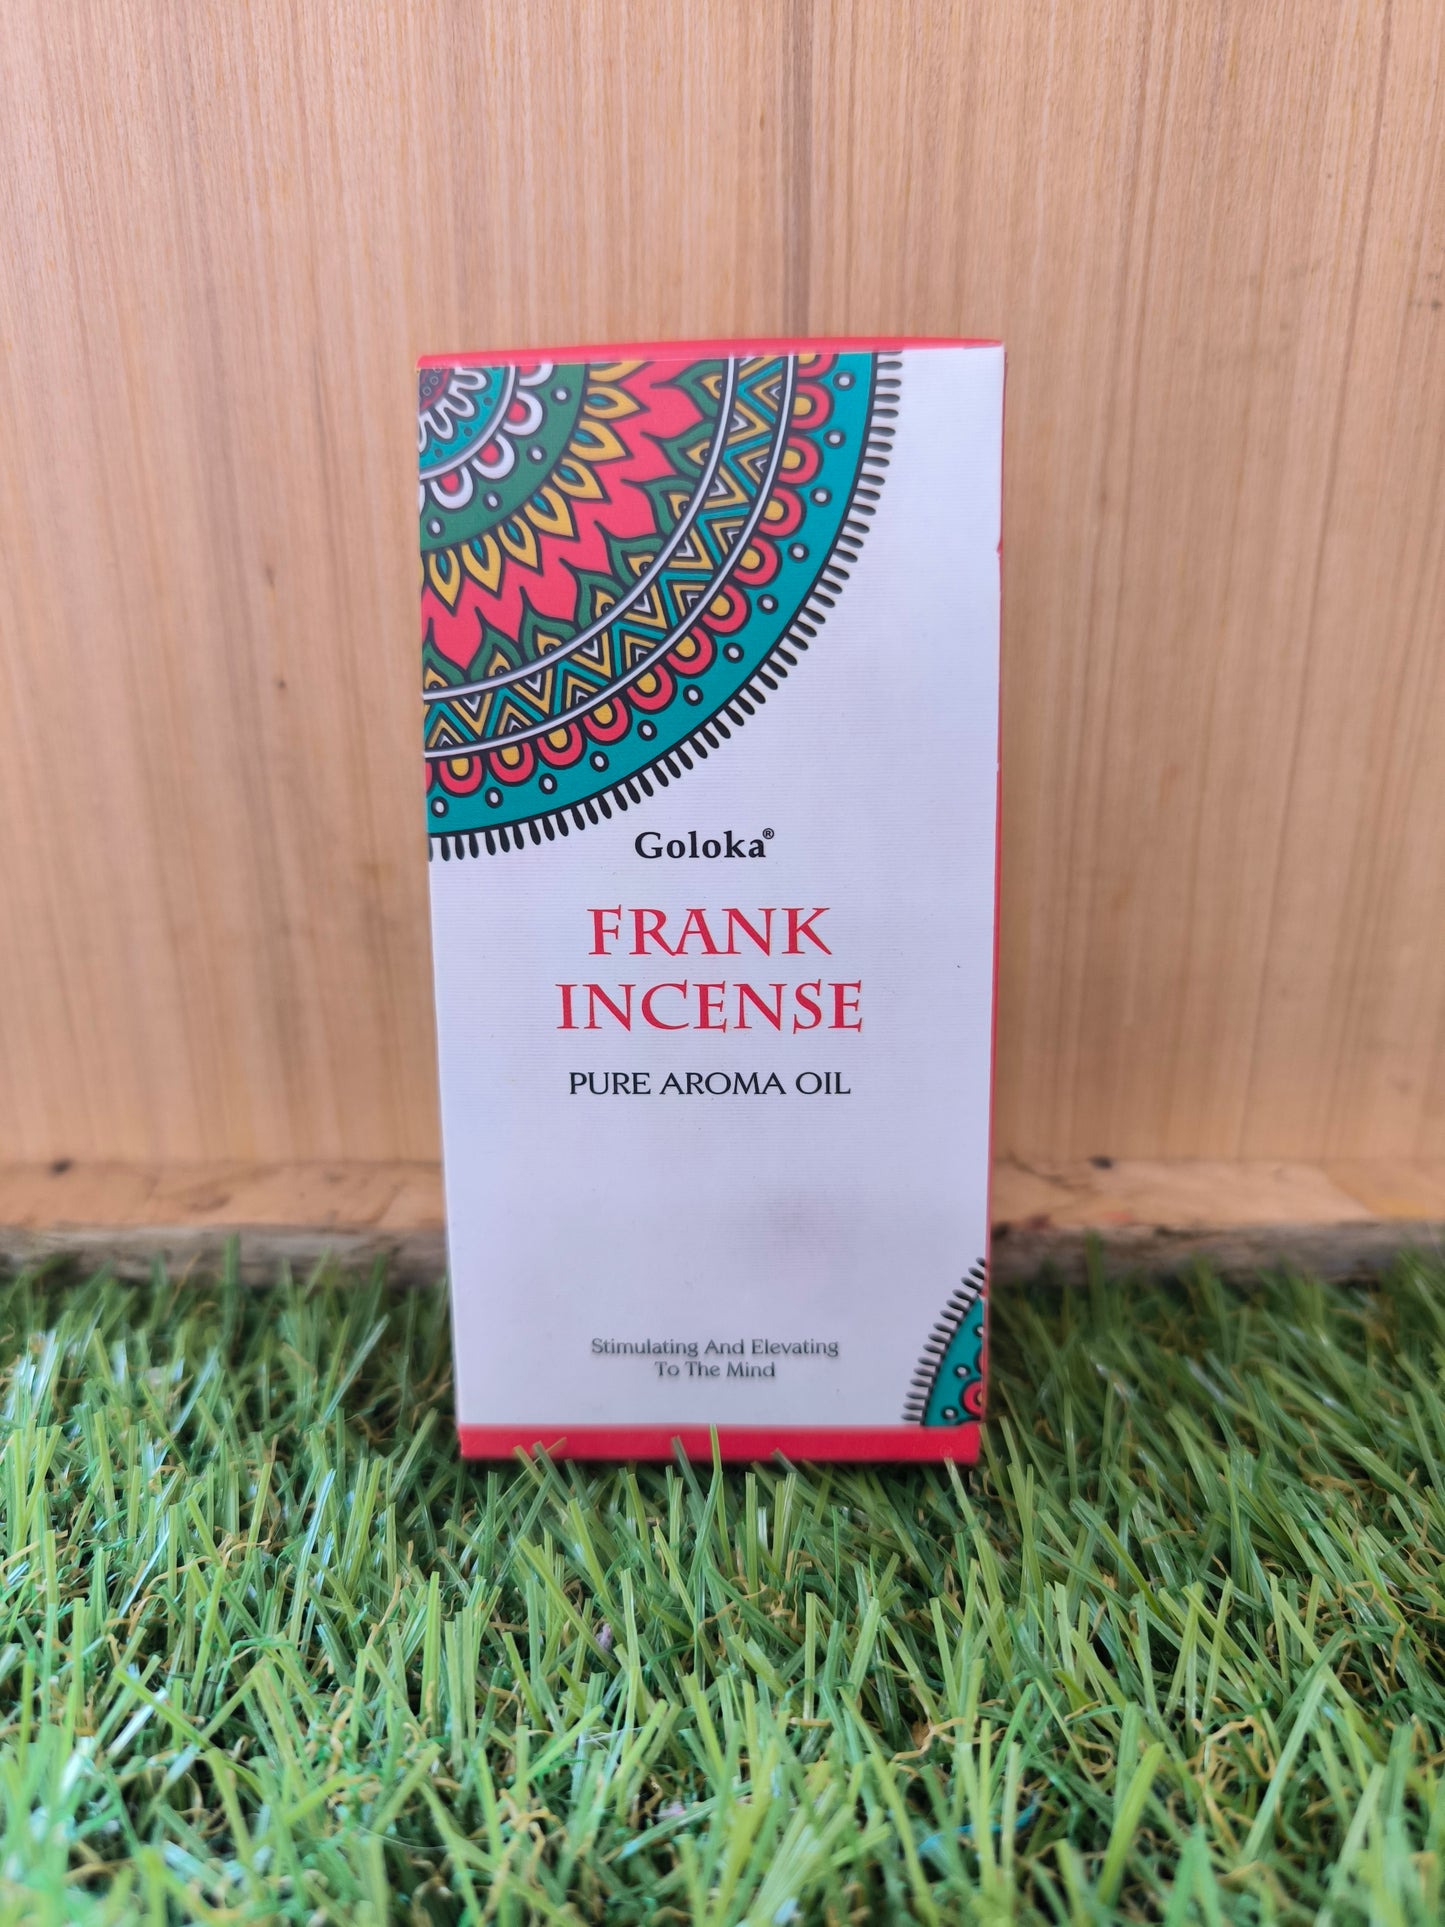 Goloka®
FRANK
INCENSE
PURE AROMA OIL
Stimulating And Elevating
To The Mind